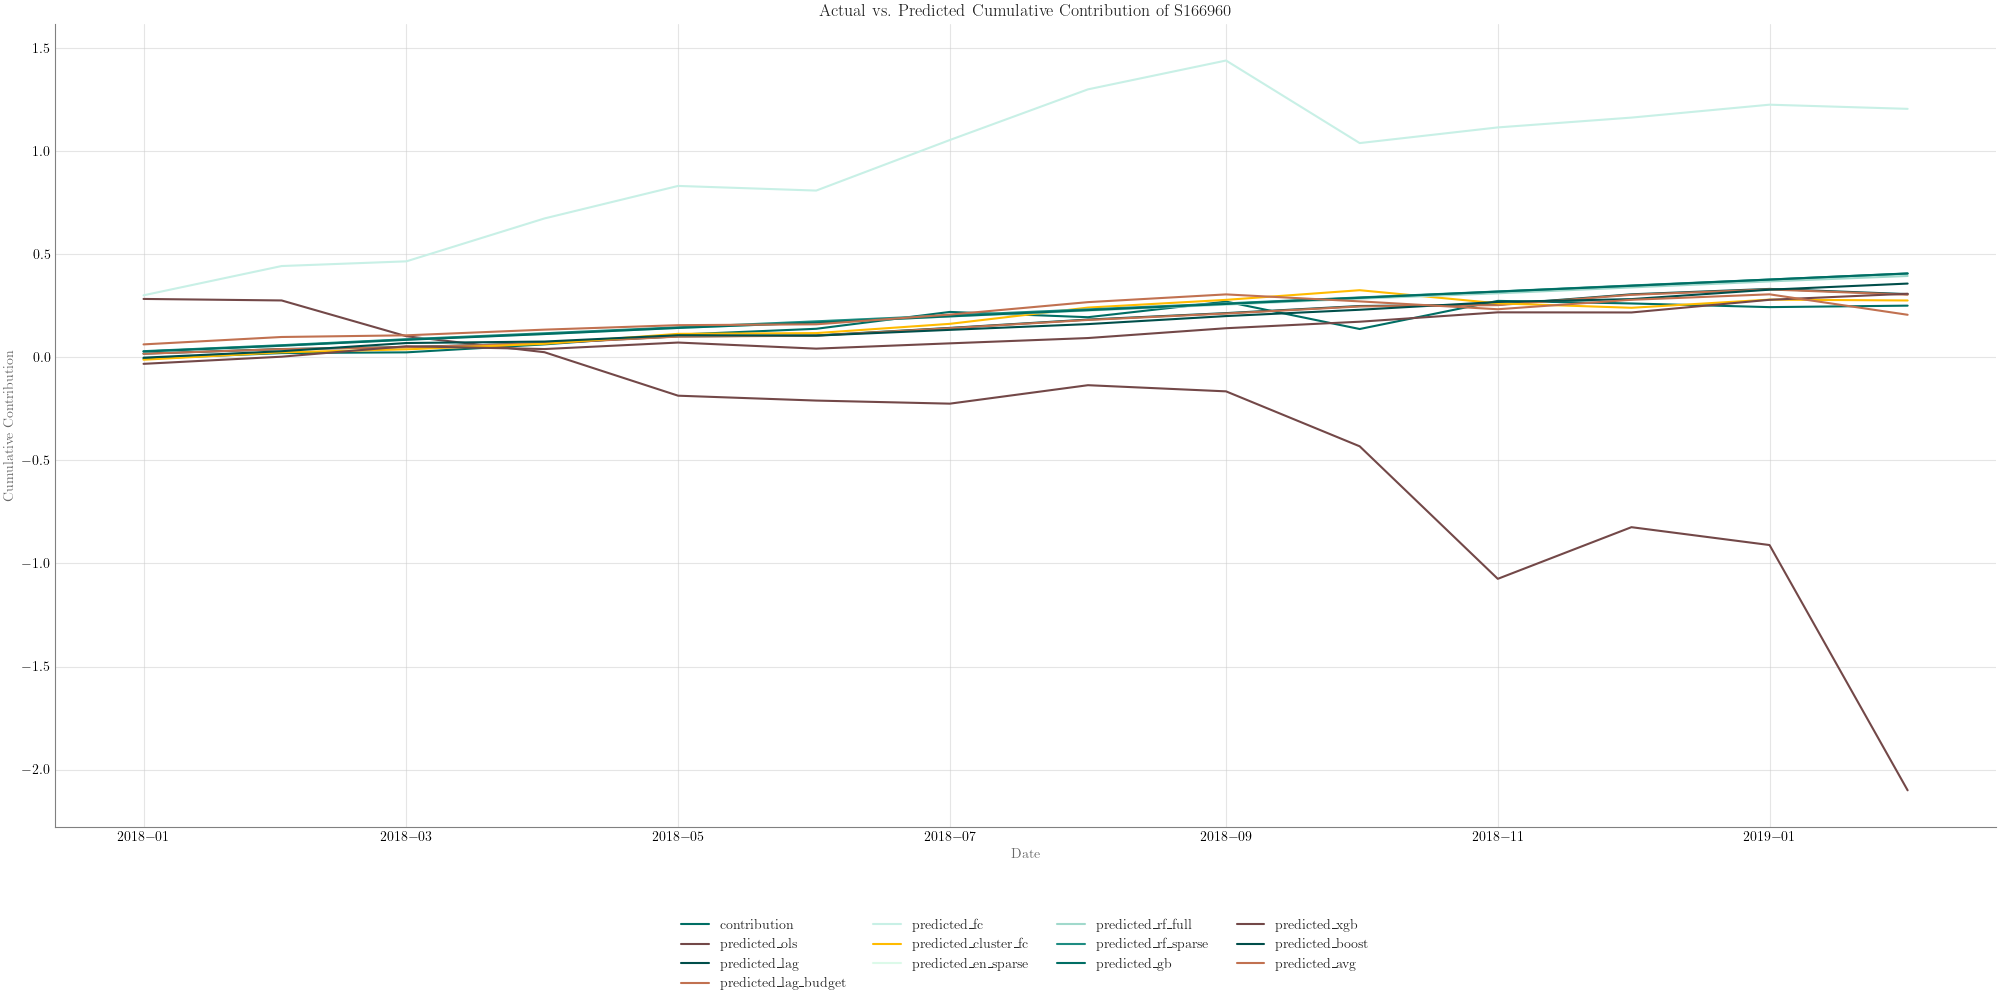 Actual vs. Predicted Cumulative Contribution of S166960
1.5
1.0
0.5
0.0
−0.5
−1.0
−1.5
−2.0
Cumulative Contribution
2018−01 2018−03 2018−05 2018−07 2018−09 2018−11 2019−01
Date
contribution predicted_fc predicted_rf_full predicted_xgb
predicted_ols predicted_cluster_fc predicted_rf_sparse predicted_boost
predicted_lag predicted_en_sparse predicted_gb predicted_avg
predicted_lag_budget